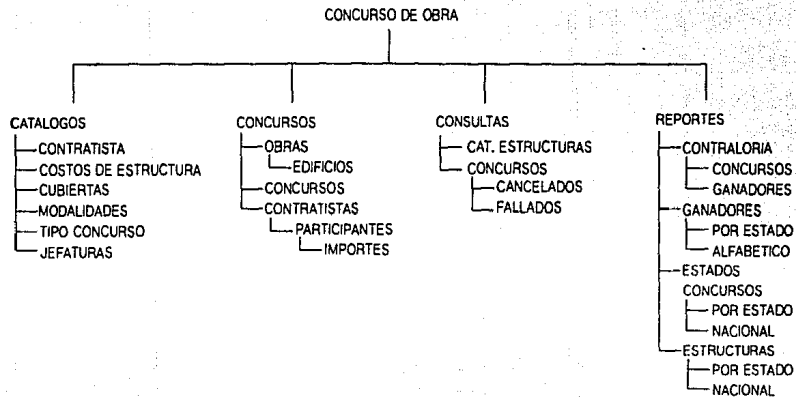 CONCURSO DE OBRA
CATALOGOS
CONTRATISTA
COSTOS DE ESTRUCTURA
CUBIERTAS
MODALIDADES
TIPO CONCURSO
JEFATURAS
CONCURSOS
OBRAS
EDIFICIOS
CONCURSOS
CONTRATISTAS
PARTICIPANTES
IMPORTES
CONSULTAS
CAT. ESTRUCTURAS
CONCURSOS
CANCELADOS
FALLADOS
REPORTES
CONTRALORIA
CONCURSOS
GANADORES
GANADORES
POR ESTADO
ALFABETICO
ESTADOS
CONCURSOS
POR ESTADO
NACIONAL
ESTRUCTURAS
POR ESTADO
NACIONAL